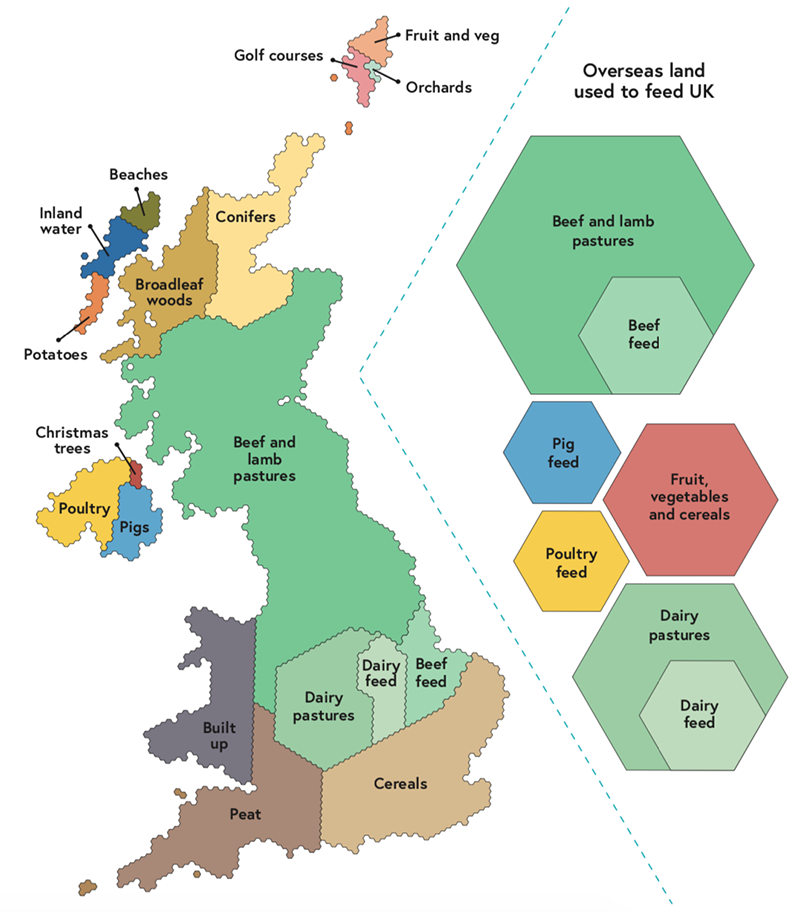 Fruit and veg
Golf courses
Orchards
Beaches
Inland
water
Conifers
Broadleaf
woods
Potatoes
Christmas
trees
Beef and
lamb
pastures
Poultry
Pigs
Built
up
Dairy
pastures
Dairy
feed
Beef
feed
Cereals
Peat
Overseas land
used to feed UK
Beef and lamb
pastures
Beef
feed
Pig
feed
Fruit,
vegetables
and cereals
Poultry
feed
Dairy
pastures
Dairy
feed